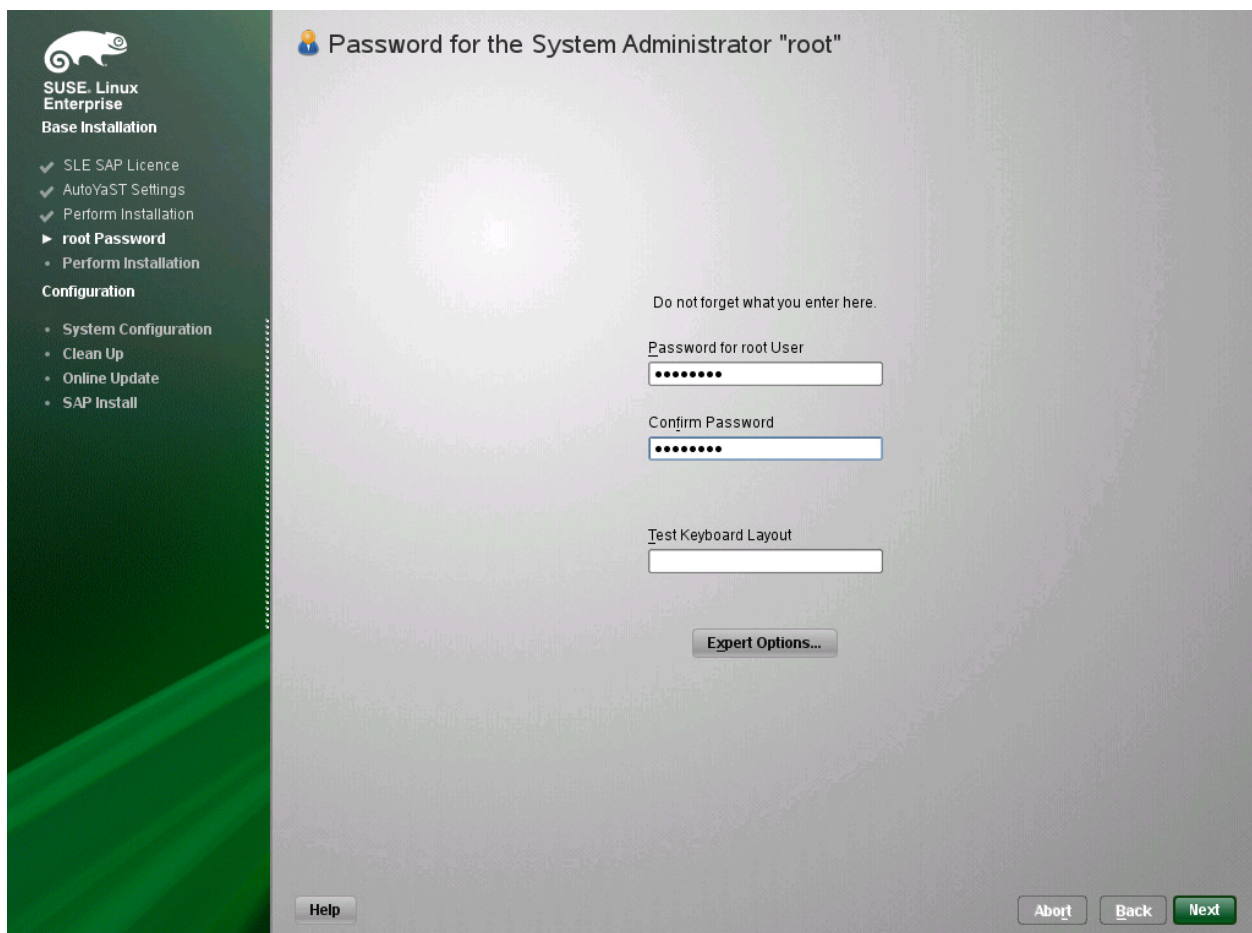 SUSE. Linux
Enterprise
Base Installation
SLE SAP Licence
AutoYaST Settings
Perform Installation
root Password
Perform Installation
Configuration
System Configuration
Clean Up
Online Update
SAP Install
Password for the System Administrator "root"
Do not forget what you enter here.
Password for root User
••••••••
Confirm Password
••••••••
Test Keyboard Layout
Expert Options...
Help
Abort
Back
Next